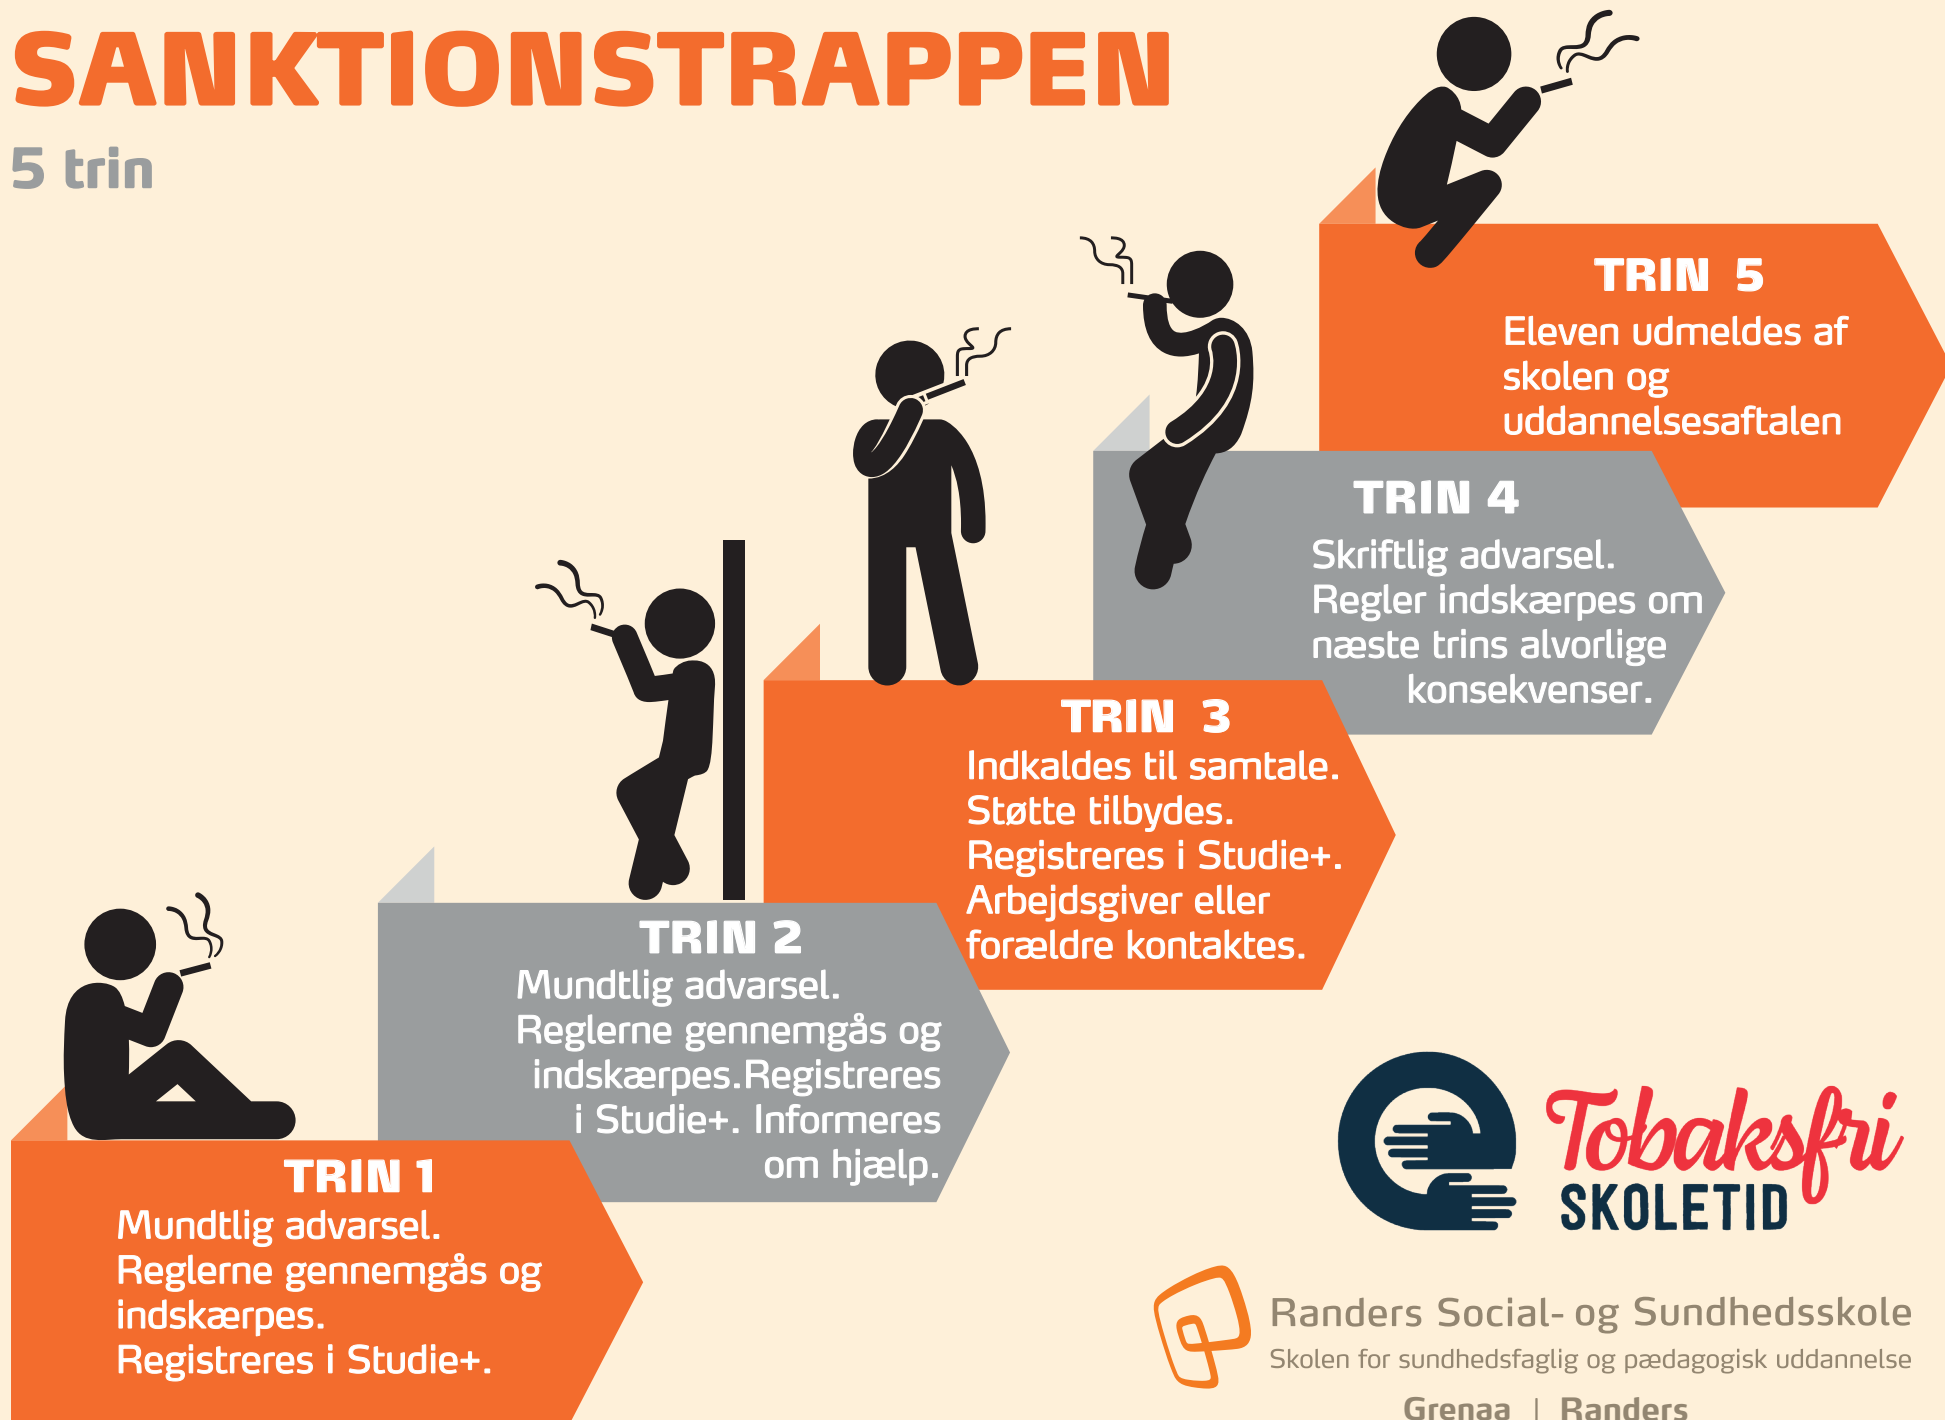 SANKTIONSTRAPPEN
5 trin
TRIN 1
Mundtlig advarsel.
Reglerne gennemgås og
indskærpes.
Registreres i Studie+.
TRIN 2
Mundtlig advarsel.
Reglerne gennemgås og
indskærpes.Registreres
i Studie+. Informeres
om hjælp.
TRIN 3
Indkaldes til samtale.
Støtte tilbydes.
Registreres i Studie+.
Arbejdsgiver eller
forældre kontaktes.
TRIN 4
Skriftlig advarsel.
Regler indskærpes om
næste trins alvorlige
konsekvenser.
TRIN 5
Eleven udmeldes af
skolen og
uddannelsesaftalen
Tobaksfri
SKOLETID
Randers Social- og Sundhedsskole
Skolen for sundhedsfaglig og pædagogisk uddannelse
Grenaa | Randers